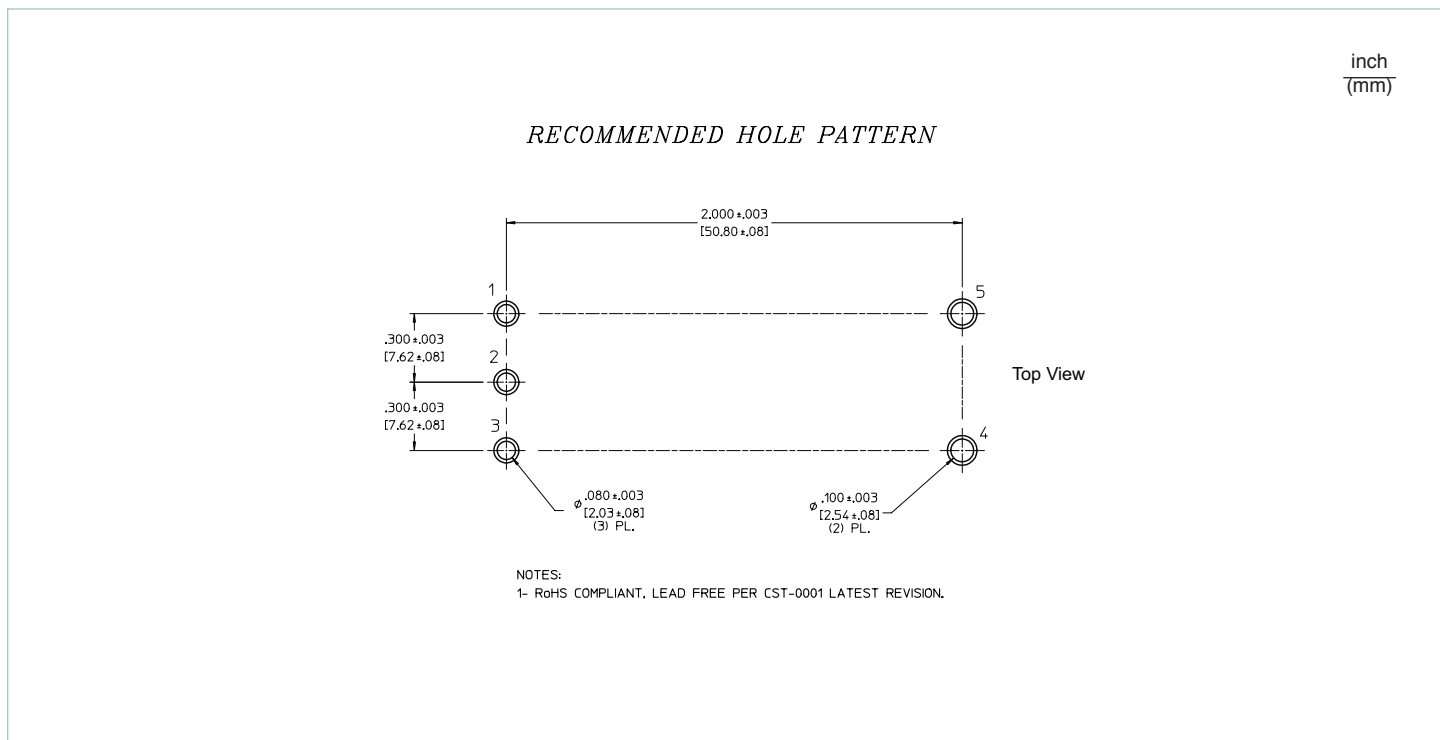 inch
(mm)
RECOMMENDED HOLE PATTERN
2.000±.003
[50.80±.08]
1
5
.300±.003
[7.62±.08]
2
Top View
.300±.003
[7.62±.08]
3
4
ø .080±.003
[2.03±.08]
(3) PL.
ø .100±.003
[2.54±.08]
(2) PL.
NOTES:
1- RoHS COMPLIANT, LEAD FREE PER CST-0001 LATEST REVISION.